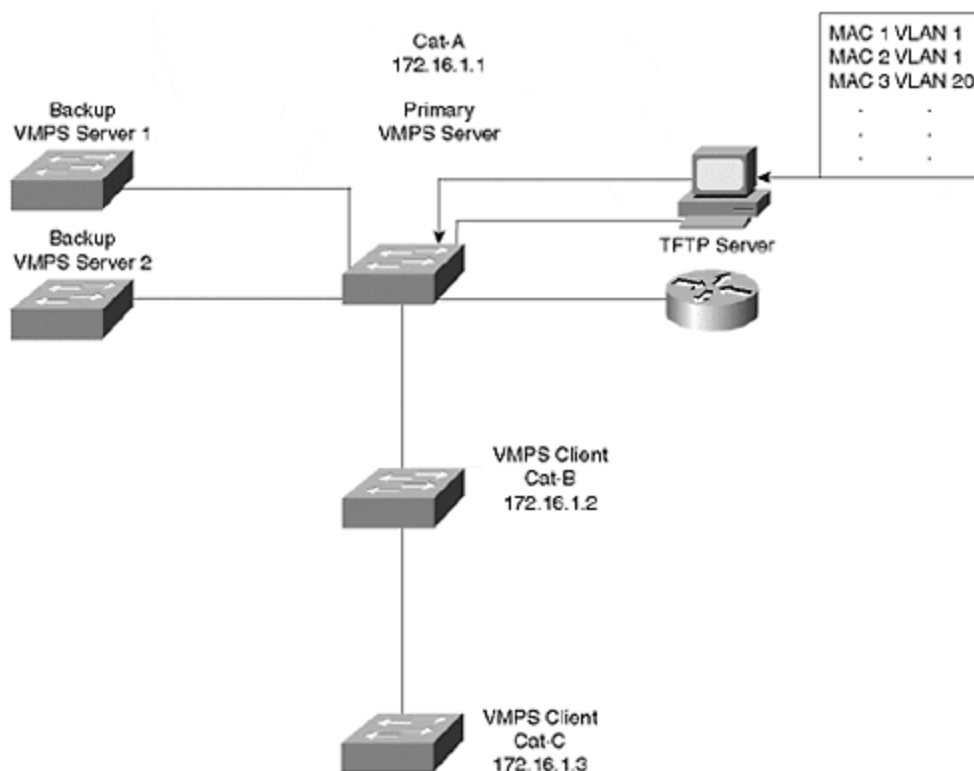 Cat-A
172.16.1.1
Primary
VMPS Server
Backup
VMPS Server 1
Backup
VMPS Server 2
MAC 1 VLAN 1
MAC 2 VLAN 1
MAC 3 VLAN 20
TFTP Server
VMPS Client
Cat-B
172.16.1.2
VMPS Client
Cat-C
172.16.1.3